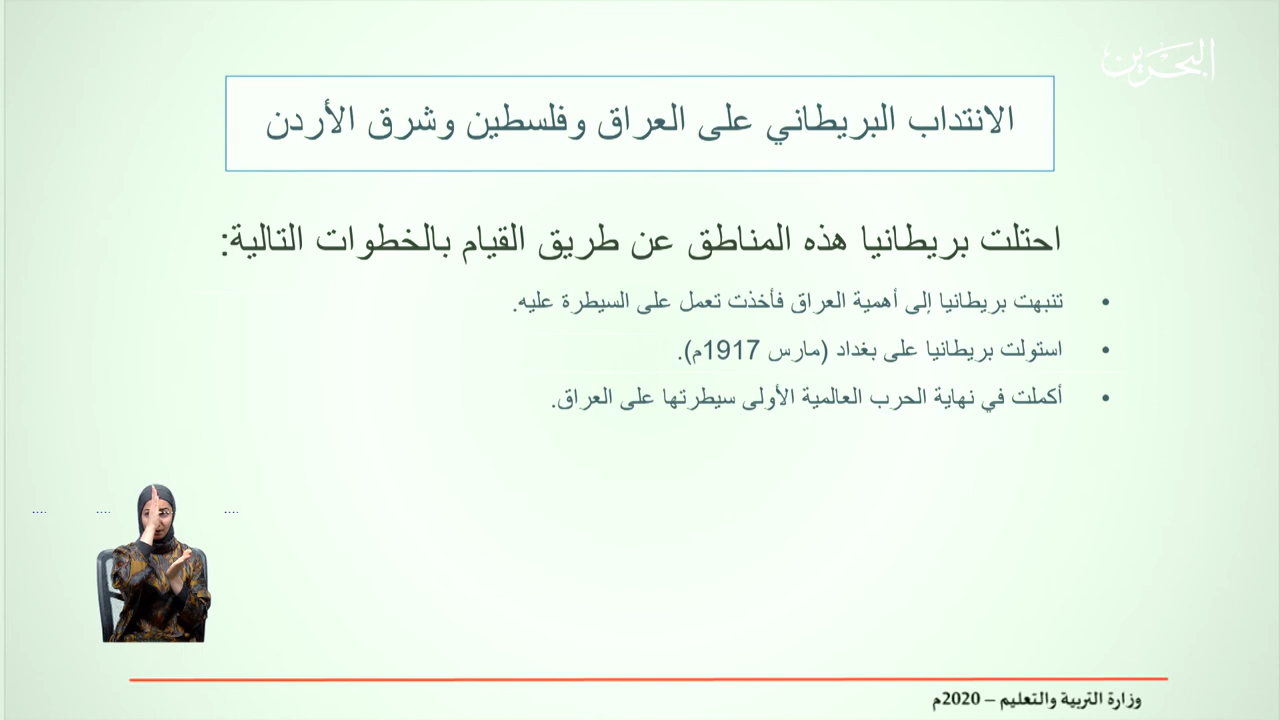 البحرين
الانتداب البريطاني على العراق وفلسطين وشرق الأردن
احتلت بريطانيا هذه المناطق عن طريق القيام بالخطوات التالية:
• تنبهت بريطانيا إلى أهمية العراق فأخذت تعمل على السيطرة عليه.
• استولت بريطانيا على بغداد (مارس 1917م).
• أكملت في نهاية الحرب العالمية الأولى سيطرتها على العراق.
وزارة التربية والتعليم – 2020م